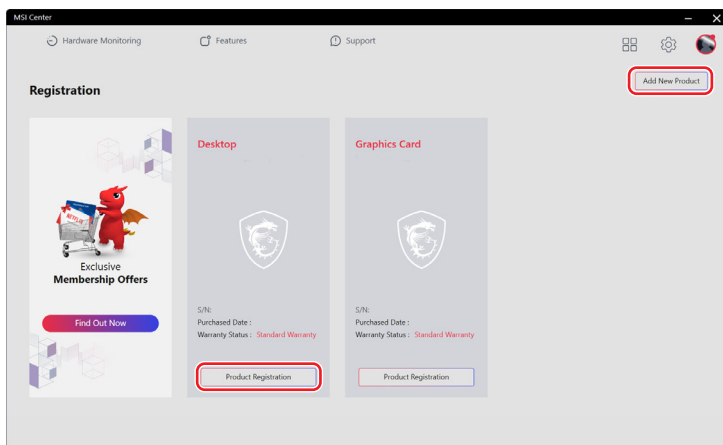 MSI Center
Hardware Monitoring
Features
Support
Add New Product
Registration
NETFLIX
Exclusive
Membership Offers
Find Out Now
Desktop
S/N:
Purchased Date :
Warranty Status : Standard Warranty
Product Registration
Graphics Card
S/N:
Purchased Date :
Warranty Status : Standard Warranty
Product Registration